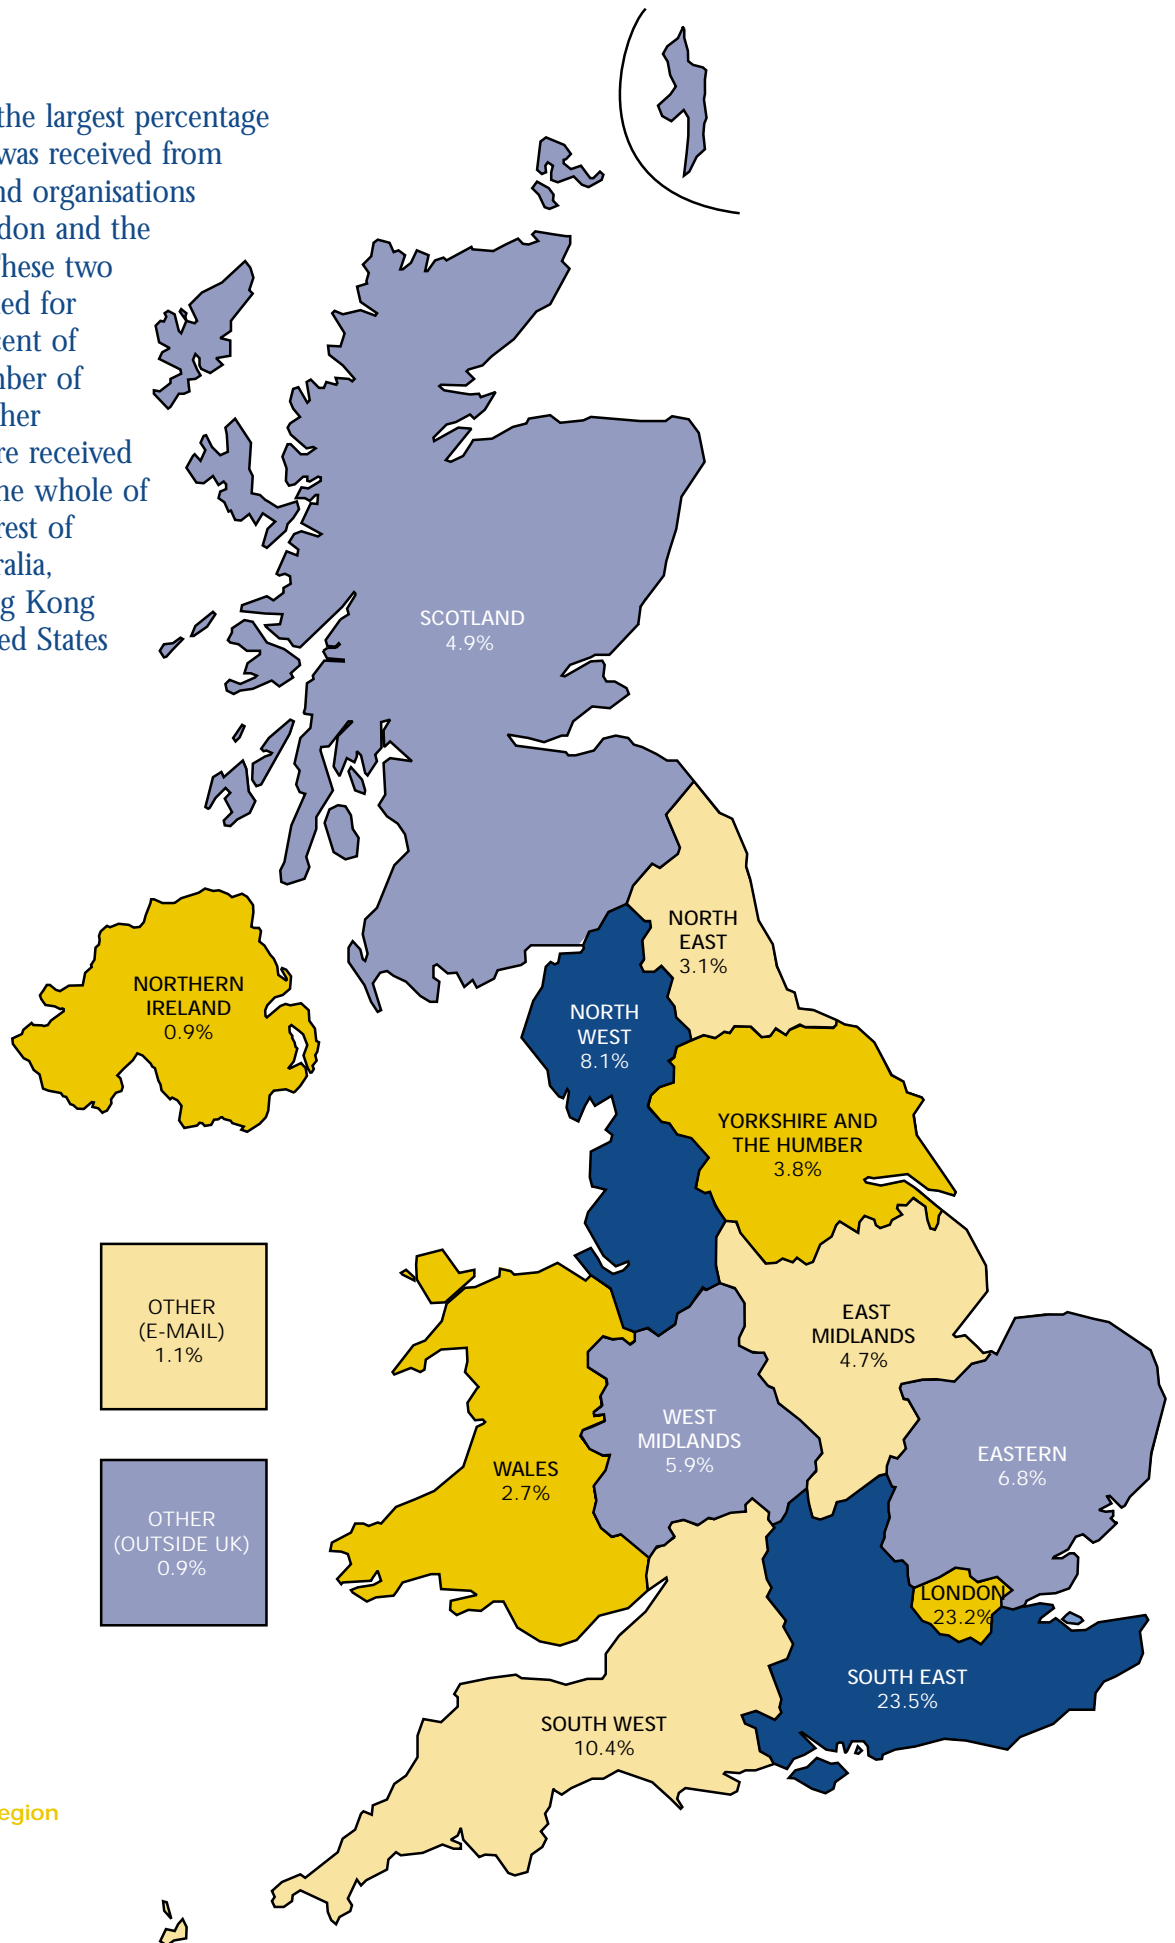 the largest percentage
was received from
nd organisations
don and the
These two
ed for
cent of
nber of
her
re received
he whole of
rest of
ralia,
g Kong
ed States
SCOTLAND
4.9%
NORTH
EAST
3.1%
NORTHERN
IRELAND
0.9%
NORTH
WEST
8.1%
YORKSHIRE AND
THE HUMBER
3.8%
OTHER
(E-MAIL)
1.1%
EAST
MIDLANDS
4.7%
WEST
MIDLANDS
5.9%
EASTERN
6.8%
WALES
2.7%
OTHER
(OUTSIDE UK)
0.9%
LONDON
23.2%
SOUTH EAST
23.5%
SOUTH WEST
10.4%
egion